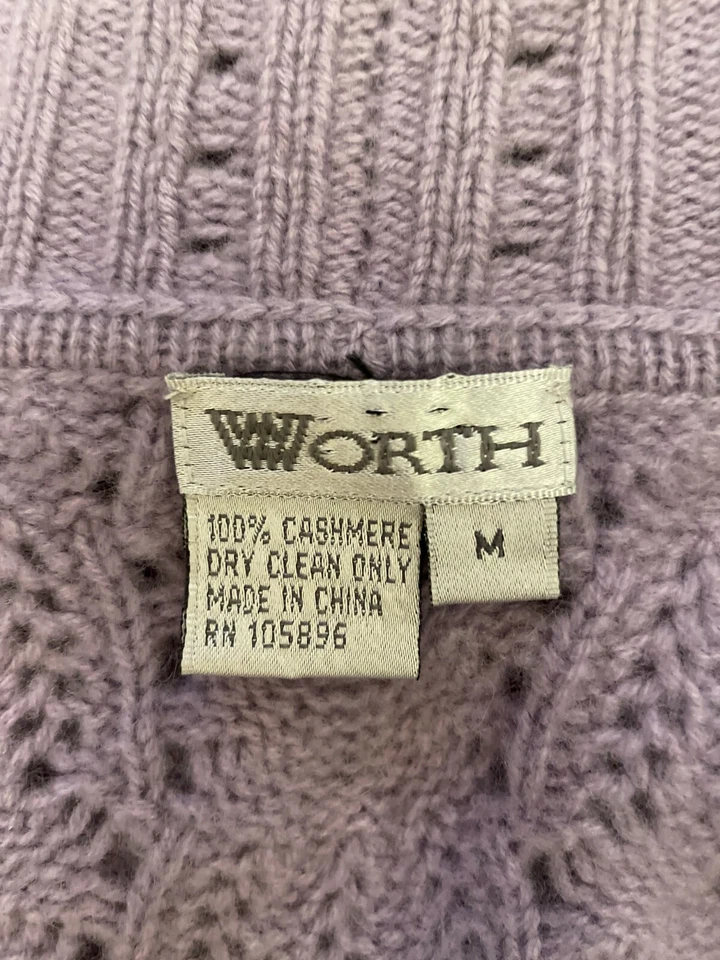 WORTH
100% CASHMERE
DRY CLEAN ONLY
MADE IN CHINA
RN 105896
M